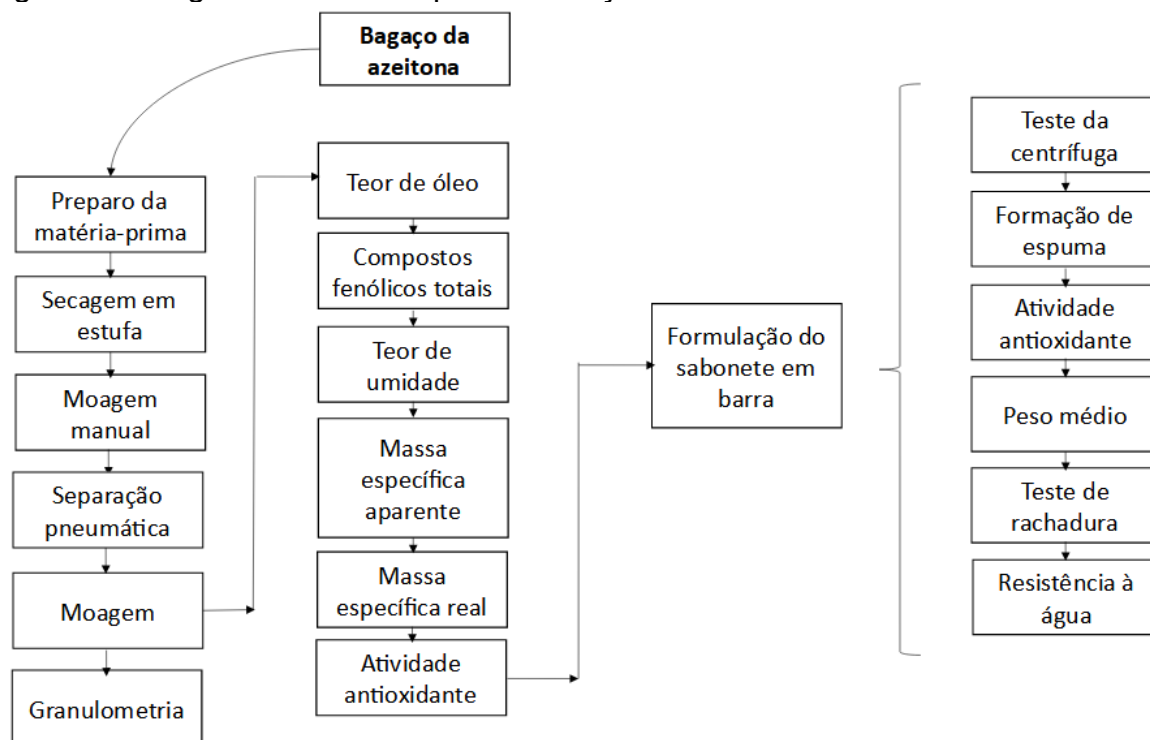 Bagaço da
azeitona
Preparo da
matéria-prima
Secagem em
estufa
Moagem
manual
Separação
pneumática
Moagem
Granulometria
Teor de óleo
Compostos
fenólicos totais
Teor de
umidade
Massa
específica
aparente
Massa
específica real
Atividade
antioxidante
Formulação do
sabonete em
barra
Teste da
centrífuga
Formação de
espuma
Atividade
antioxidante
Peso médio
Teste de
rachadura
Resistência à
água